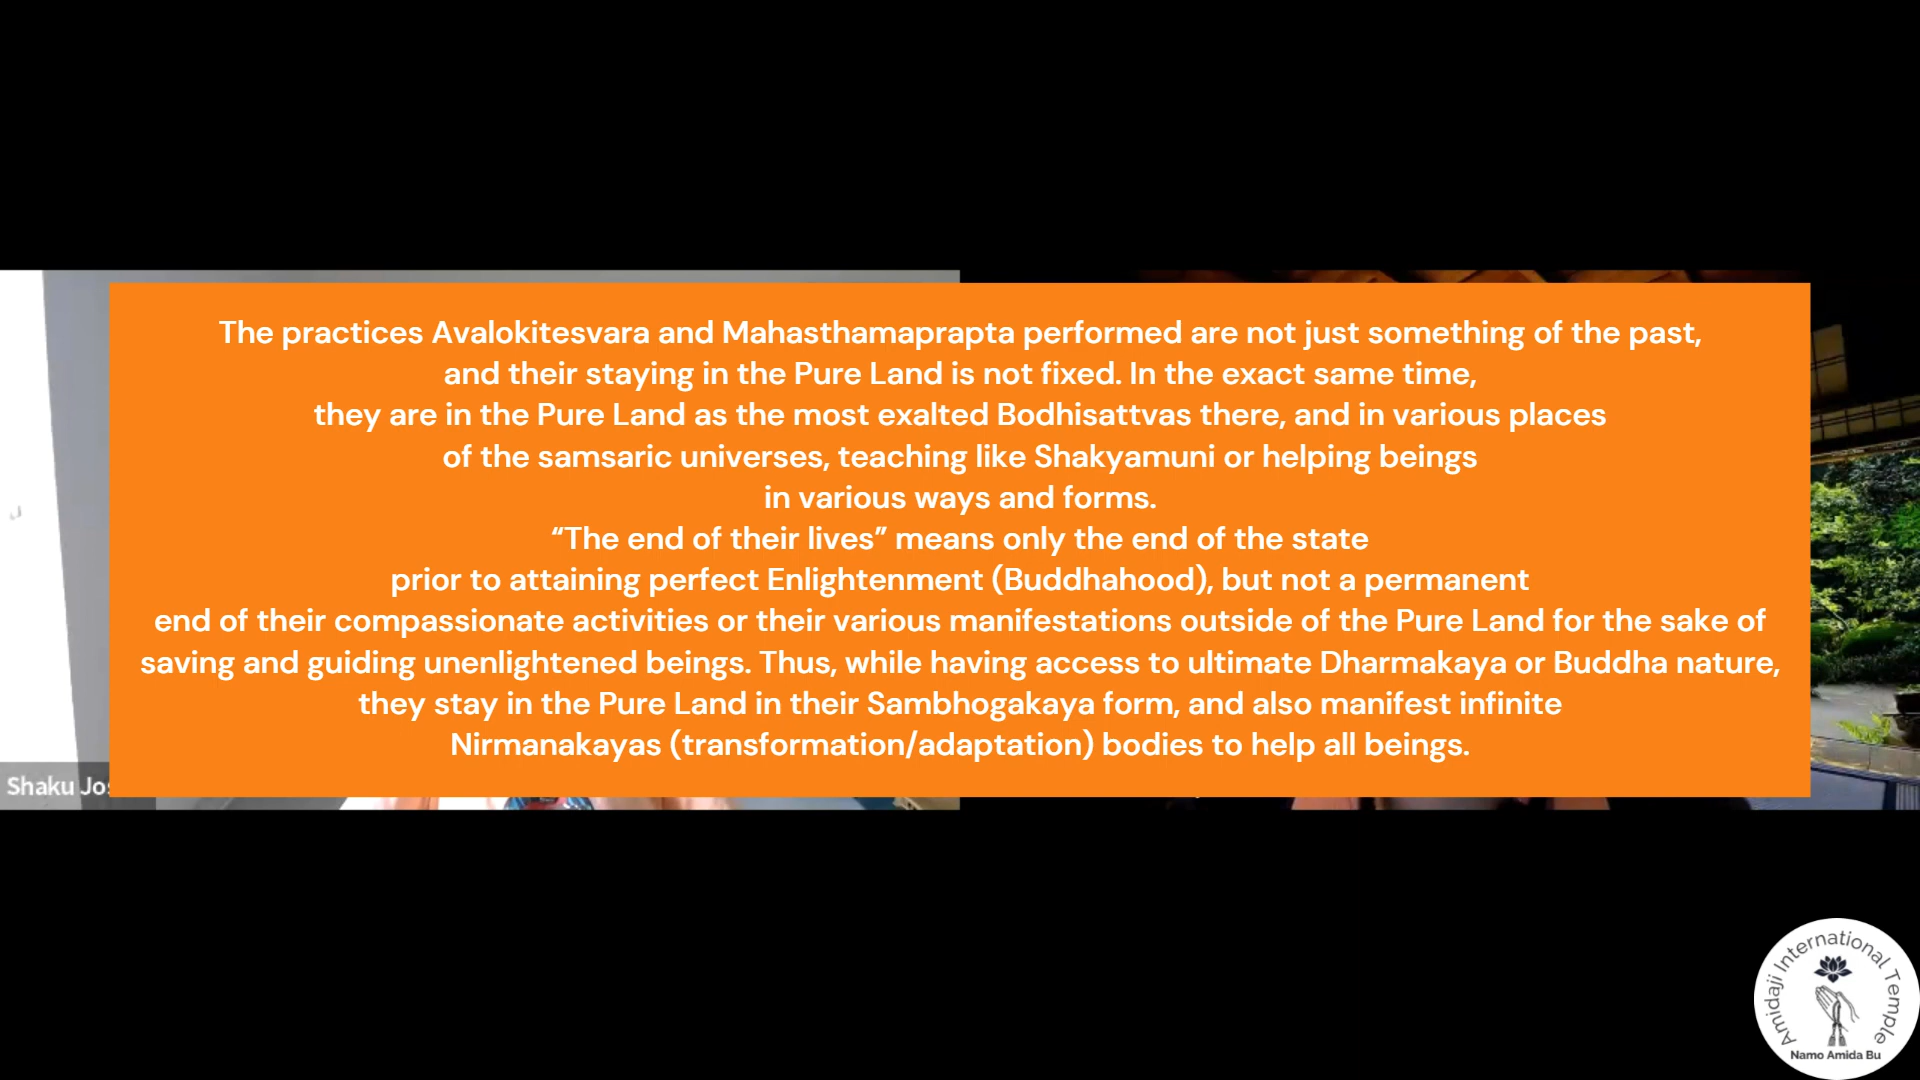 The practices Avalokitesvara and Mahasthamaprapta performed are not just something of the past,
and their staying in the Pure Land is not fixed. In the exact same time,
they are in the Pure Land as the most exalted Bodhisattvas there, and in various places
of the samsaric universes, teaching like Shakyamuni or helping beings
in various ways and forms.
“The end of their lives” means only the end of the state
prior to attaining perfect Enlightenment (Buddhahood), but not a permanent
end of their compassionate activities or their various manifestations outside of the Pure Land for the sake of
saving and guiding unenlightened beings. Thus, while having access to ultimate Dharmakaya or Buddha nature,
they stay in the Pure Land in their Sambhogakaya form, and also manifest infinite
Nirmanakayas (transformation/adaptation) bodies to help all beings.
Shaku
Amidaji International Temple
Namo Amida Bu